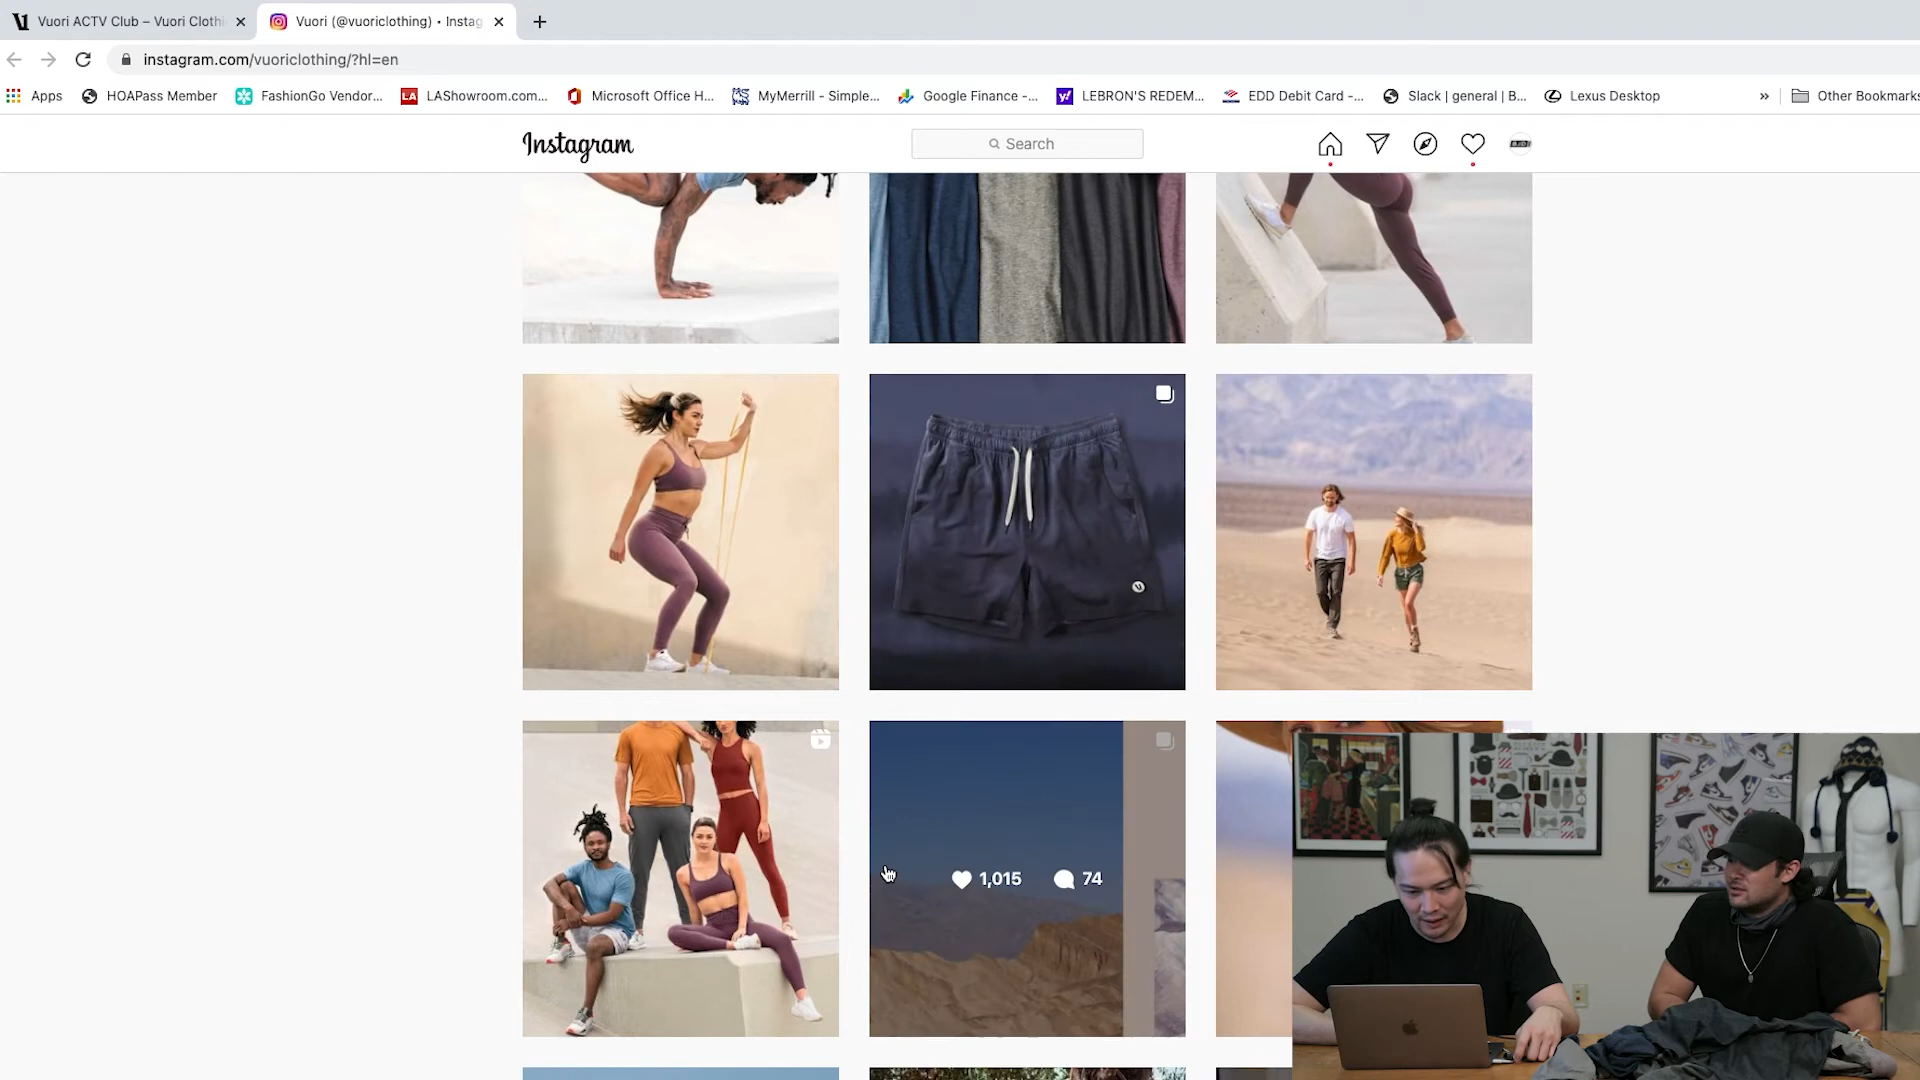 Vuori ACTV Club – Vuori Clothi
Vuori (@vuoriclothing) • Instag
instagram.com/vuoriclothing/?hl=en
Apps
HOAPass Member
FashionGo Vendor...
LAShowroom.com...
Microsoft Office H...
MyMerrill - Simple...
Google Finance -...
LEBRON'S REDEM...
EDD Debit Card -...
Slack | general | B...
Lexus Desktop
»
Other Bookmarks
Instagram
Search
1,015
74